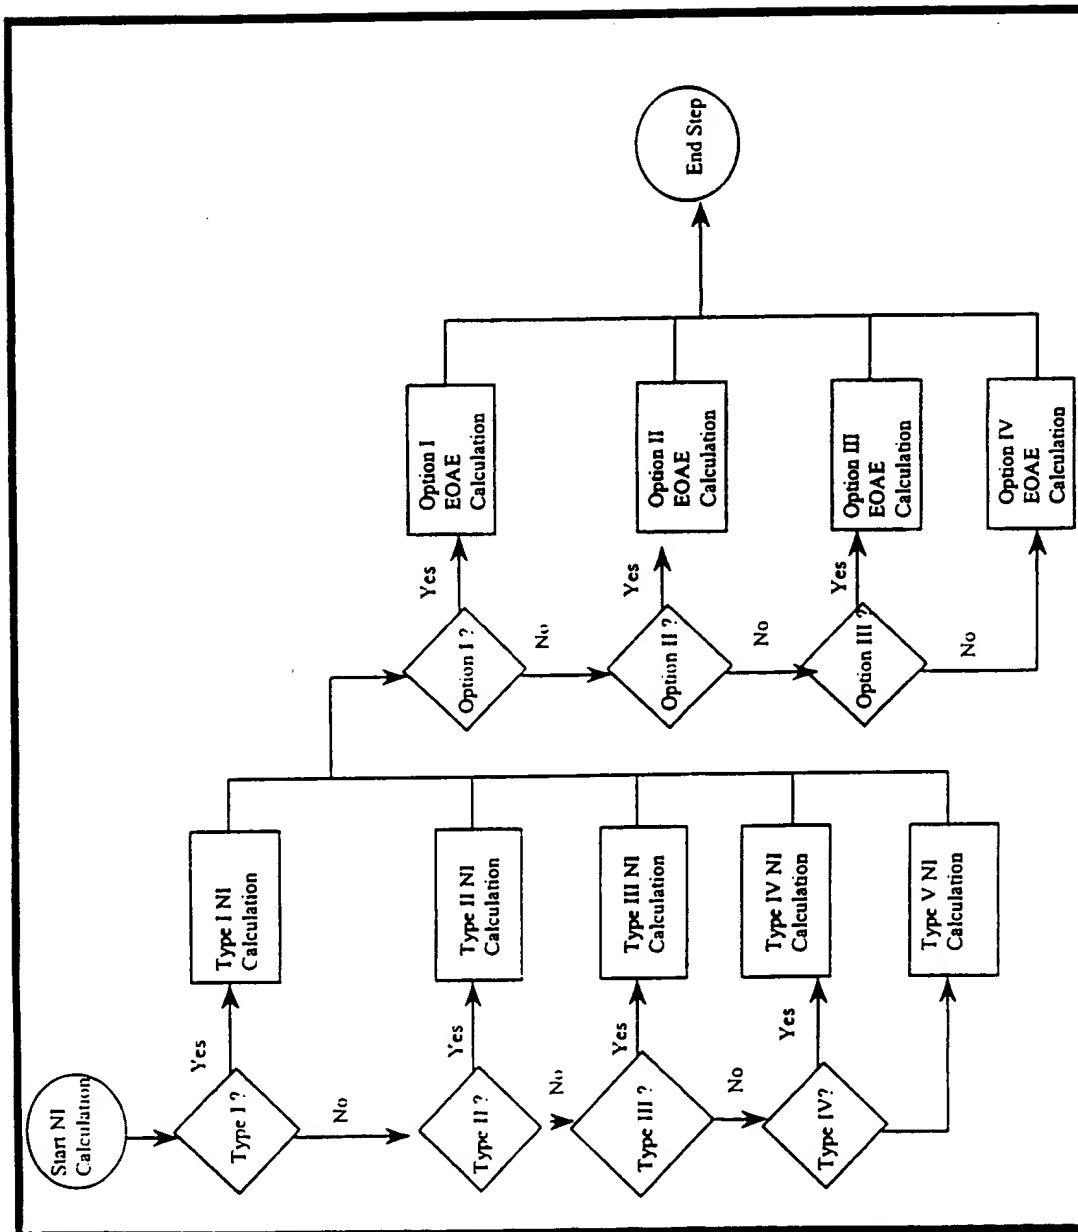 Start NI
Calculation
Type I ?
Yes
Type I NI
Calculation
No
Type II ?
Yes
Type II NI
Calculation
No
Type III ?
Yes
Type III NI
Calculation
No
Type IV?
Yes
Type IV NI
Calculation
Type V NI
Calculation
Option I ?
Yes
Option I
EOAE
Calculation
No
Option II ?
Yes
Option II
EOAE
Calculation
No
Option III ?
Yes
Option III
EOAE
Calculation
No
Option IV
EOAE
Calculation
End Step